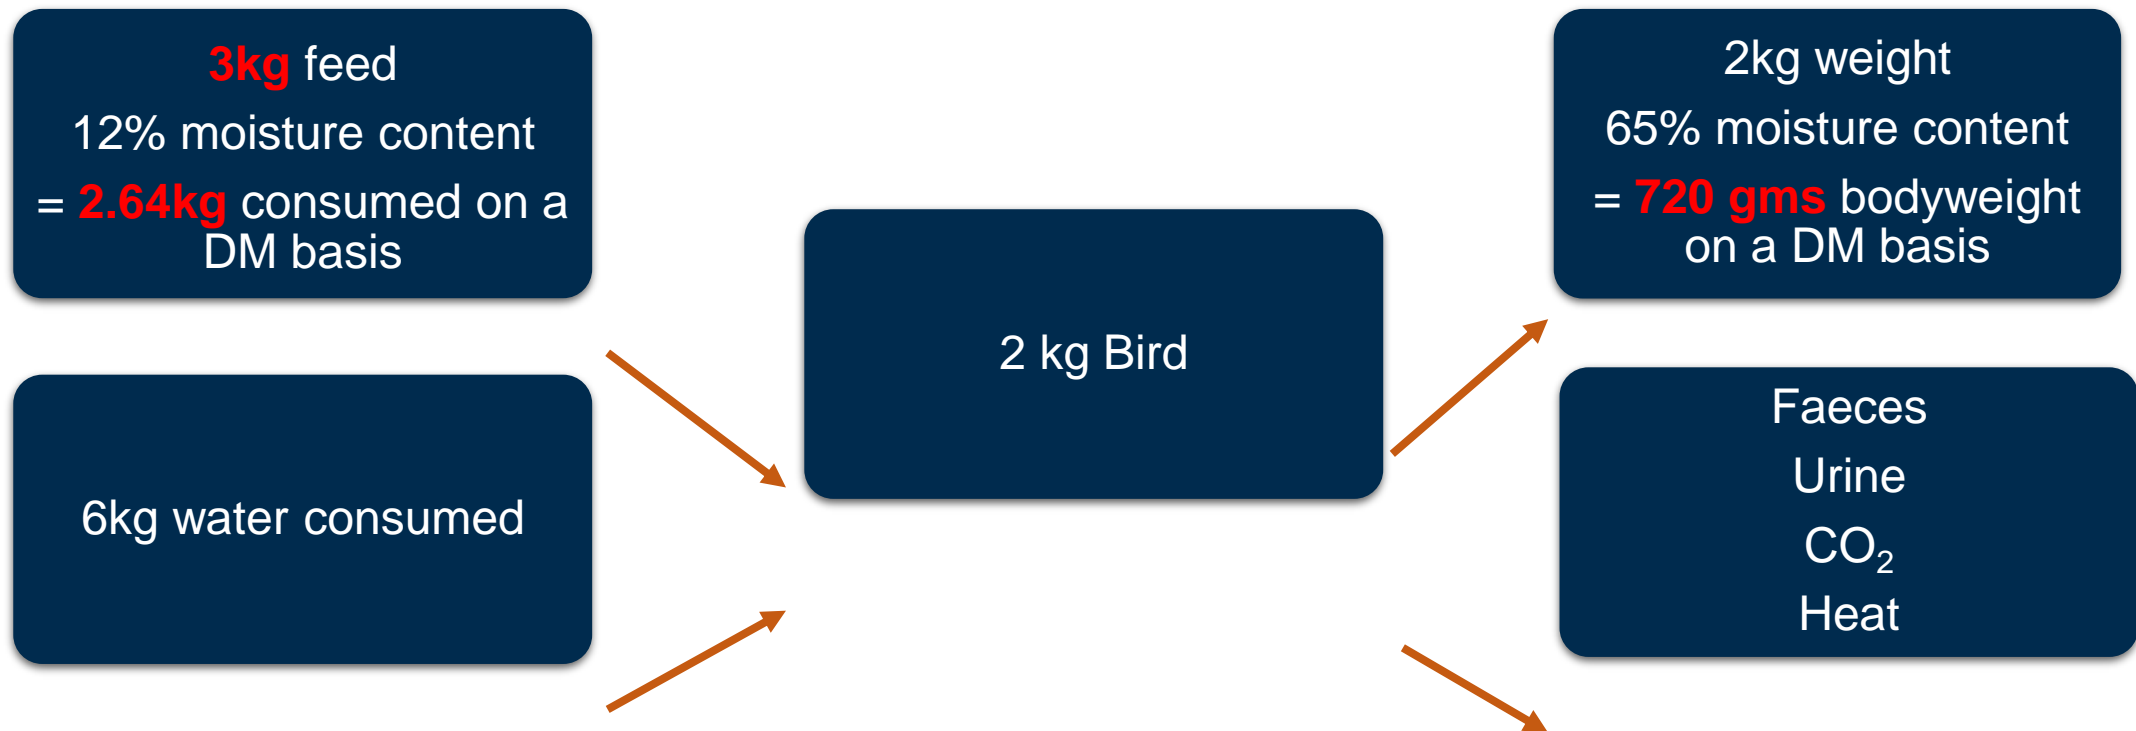 3kg feed
12% moisture content
= 2.64kg consumed on a
DM basis
6kg water consumed
2 kg Bird
2kg weight
65% moisture content
= 720 gms bodyweight
on a DM basis
Faeces
Urine
CO₂
Heat